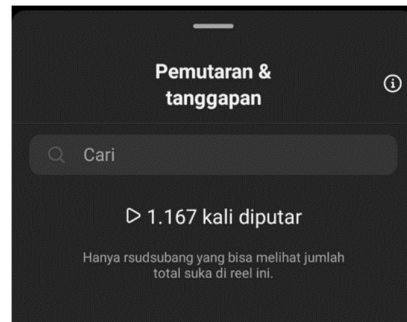 Pemutaran &
tanggapan
Cari
1.167 kali diputar
Hanya rsudsubang yang bisa melihat jumlah
total suka di reel ini.